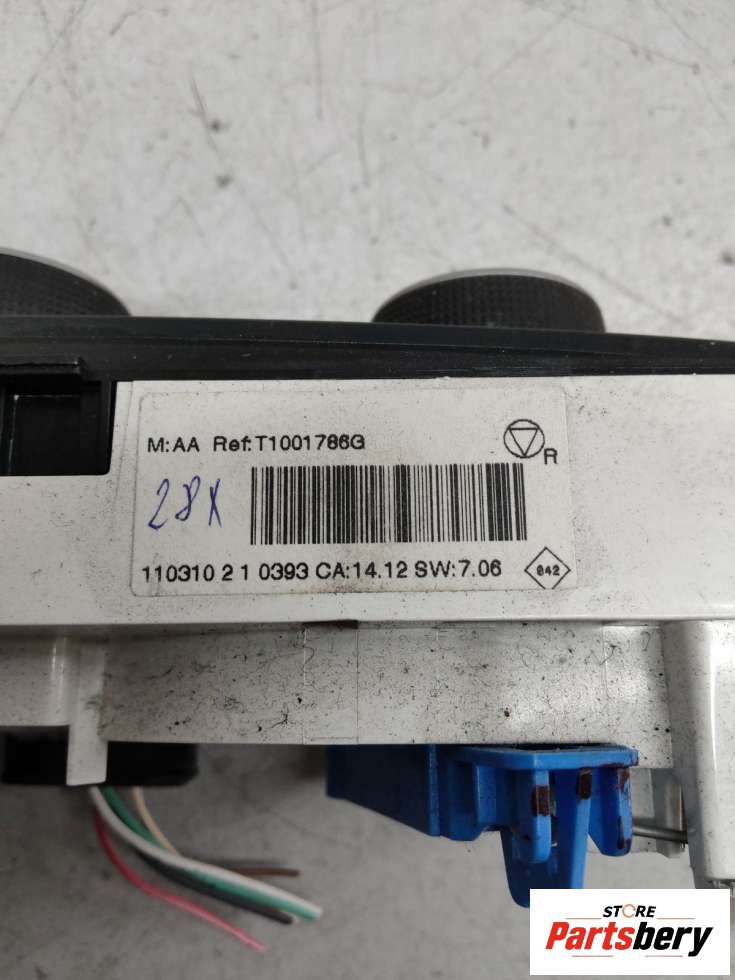 M:AA Ref:T1001786G
R
28X
110310 2 1 0393 CA:14.12 SW:7.06
842
STORE
Partsbery